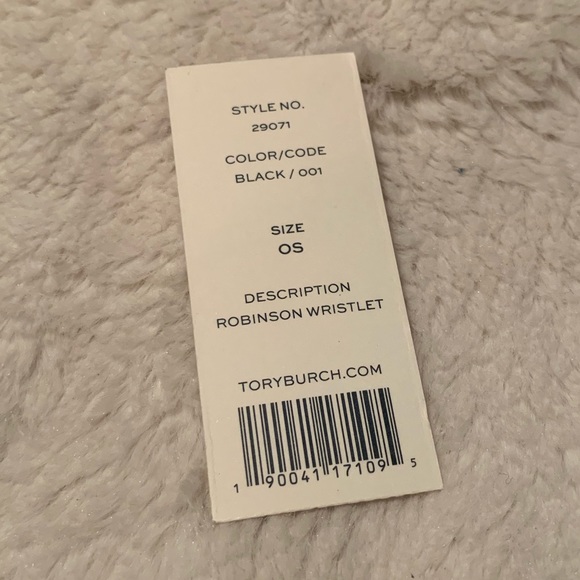 STYLE NO.
29071
COLOR/CODE
BLACK / 001
SIZE
OS
DESCRIPTION
ROBINSON WRISTLET
TORYBURCH.COM
1 90041 17109 5